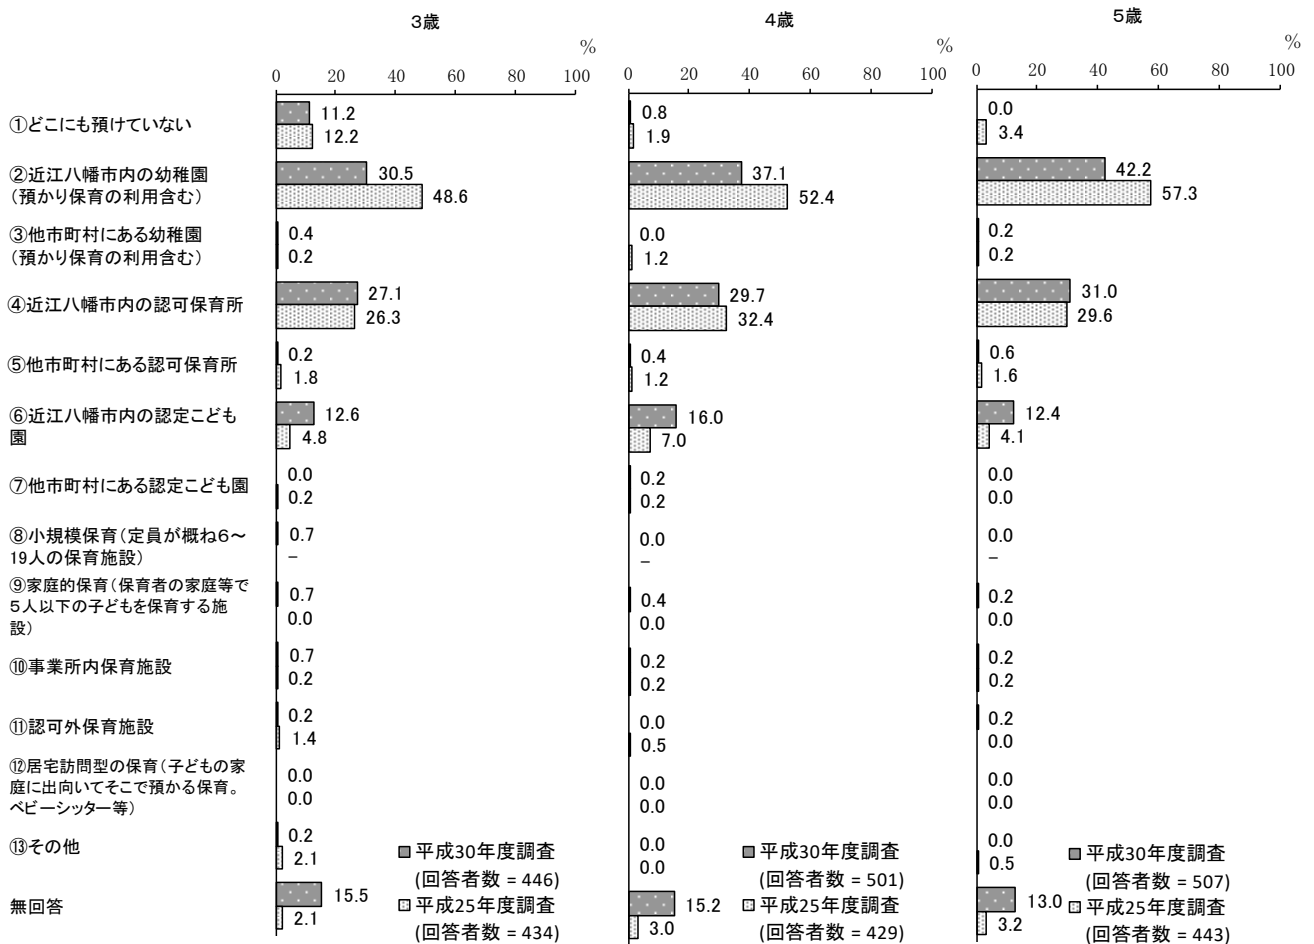 3歳
4歳
5歳
%
%
%
0 20 40 60 80 100
0 20 40 60 80 100
0 20 40 60 80 100
①どこにも預けていない
11.2
12.2
0.8
1.9
0.0
3.4
②近江八幡市内の幼稚園
(預かり保育の利用含む)
30.5
48.6
37.1
52.4
42.2
57.3
③他市町村にある幼稚園
(預かり保育の利用含む)
0.4
0.2
0.0
1.2
0.2
0.2
④近江八幡市内の認可保育所
27.1
26.3
29.7
32.4
31.0
29.6
⑤他市町村にある認可保育所
0.2
1.8
0.4
1.2
0.6
1.6
⑥近江八幡市内の認定こども
園
12.6
4.8
16.0
7.0
12.4
4.1
⑦他市町村にある認定こども園
0.0
0.2
0.2
0.2
0.0
0.0
⑧小規模保育(定員が概ね6～
19人の保育施設)
0.7
–
0.0
–
0.0
–
⑨家庭的保育(保育者の家庭等で
5人以下の子どもを保育する施
設)
0.7
0.0
0.4
0.0
0.2
0.0
⑩事業所内保育施設
0.7
0.2
0.2
0.2
0.2
0.2
⑪認可外保育施設
0.2
1.4
0.0
0.5
0.2
0.0
⑫居宅訪問型の保育(子どもの家
庭に出向いてそこで預かる保育。
ベビーシッター等)
0.0
0.0
0.0
0.0
0.0
0.0
⑬その他
0.2
2.1
0.0
0.0
0.0
0.5
無回答
15.5
2.1
15.2
3.0
13.0
3.2
平成30年度調査
(回答者数 = 446)
平成25年度調査
(回答者数 = 434)
平成30年度調査
(回答者数 = 501)
平成25年度調査
(回答者数 = 429)
平成30年度調査
(回答者数 = 507)
平成25年度調査
(回答者数 = 443)